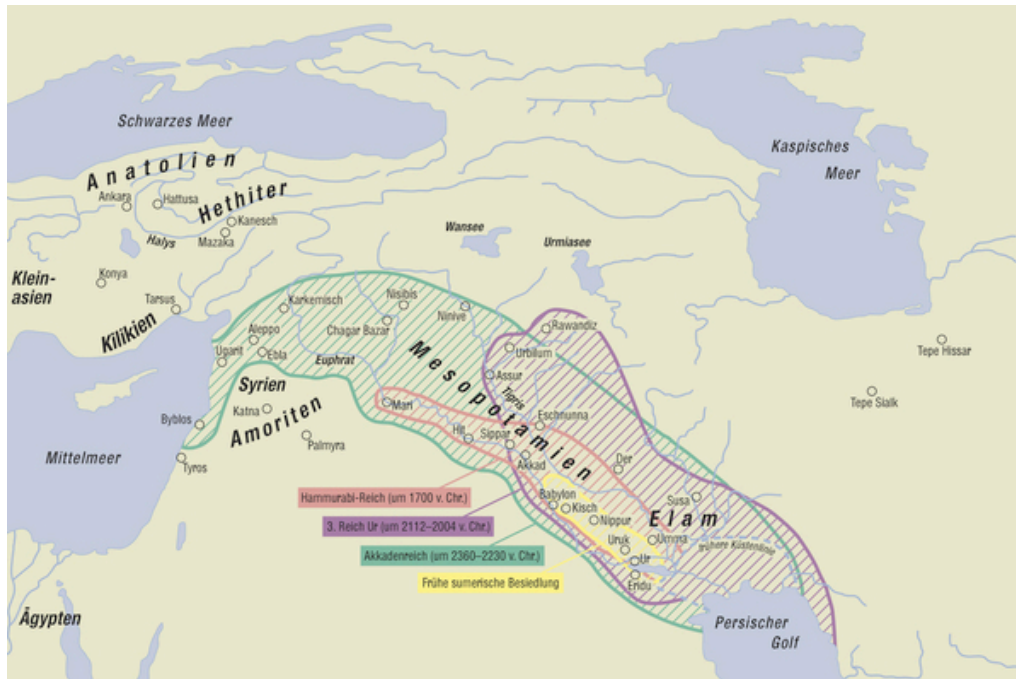 Schwarzes Meer
Kaspisches
Meer
Anatolien
Ankara
Hattusa
Hethiter
Kanesch
Mazaka
Halys
Wansee
Urmiasee
Klein-
asien
Konya
Tarsus
Kilikien
Karkemisch
Nisibis
Ninive
Chagar Bazar
Rawandiz
Urbilum
Aleppo
Ebla
Ugarit
Euphrat
Mesopotamien
Assur
Tigris
Tepe Hissar
Tepe Sialk
Syrien
Katna
Amoriten
Byblos
Palmyra
Mari
Hit
Sippar
Eschnunna
Akkad
Der
Mittelmeer
Tyros
Hammurabi-Reich (um 1700 v. Chr.)
Babylon
Kisch
Susa
Elam
Nippur
3. Reich Ur (um 2112–2004 v. Chr.)
Uruk
Umma
frühere Küstenlinie
Akkadenreich (um 2360–2230 v. Chr.)
Ur
Frühe sumerische Besiedlung
Eridu
Ägypten
Persischer
Golf